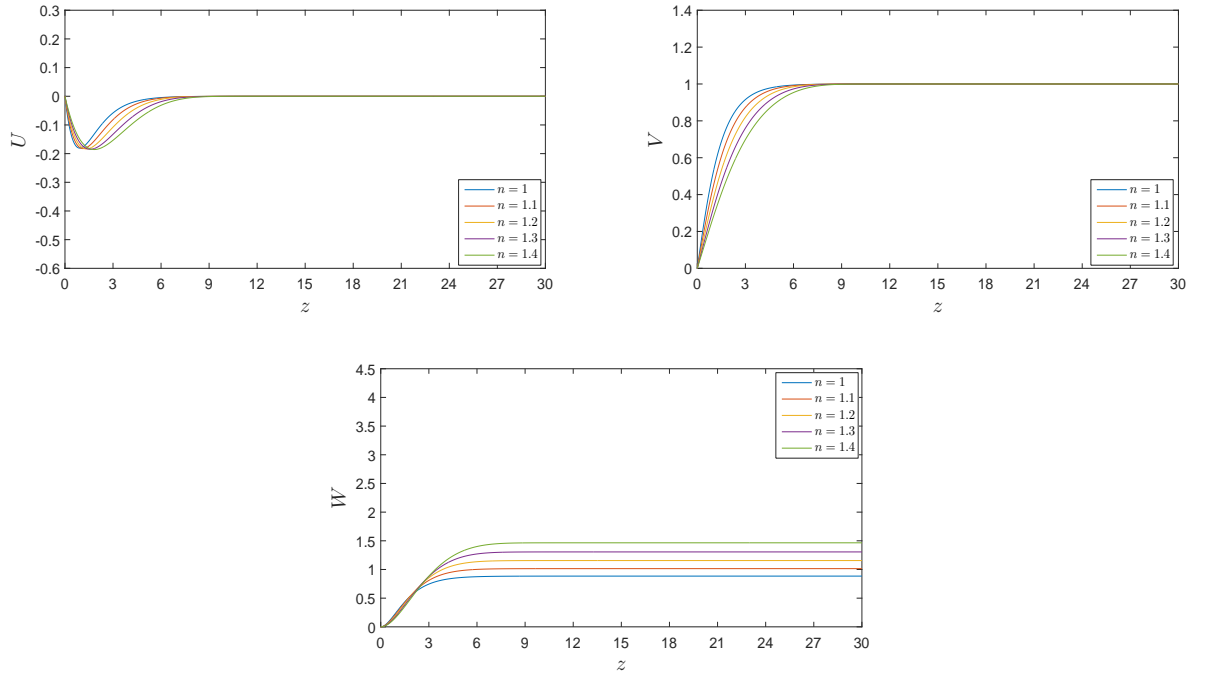 0.3
0.2
0.1
0
-0.1
-0.2
-0.3
-0.4
-0.5
-0.6
U
0 3 6 9 12 15 18 21 24 27 30
z
n = 1
n = 1.1
n = 1.2
n = 1.3
n = 1.4
1.4
1.2
1
0.8
0.6
0.4
0.2
0
V
0 3 6 9 12 15 18 21 24 27 30
z
n = 1
n = 1.1
n = 1.2
n = 1.3
n = 1.4
4.5
4
3.5
3
2.5
2
1.5
1
0.5
0
W
0 3 6 9 12 15 18 21 24 27 30
z
n = 1
n = 1.1
n = 1.2
n = 1.3
n = 1.4